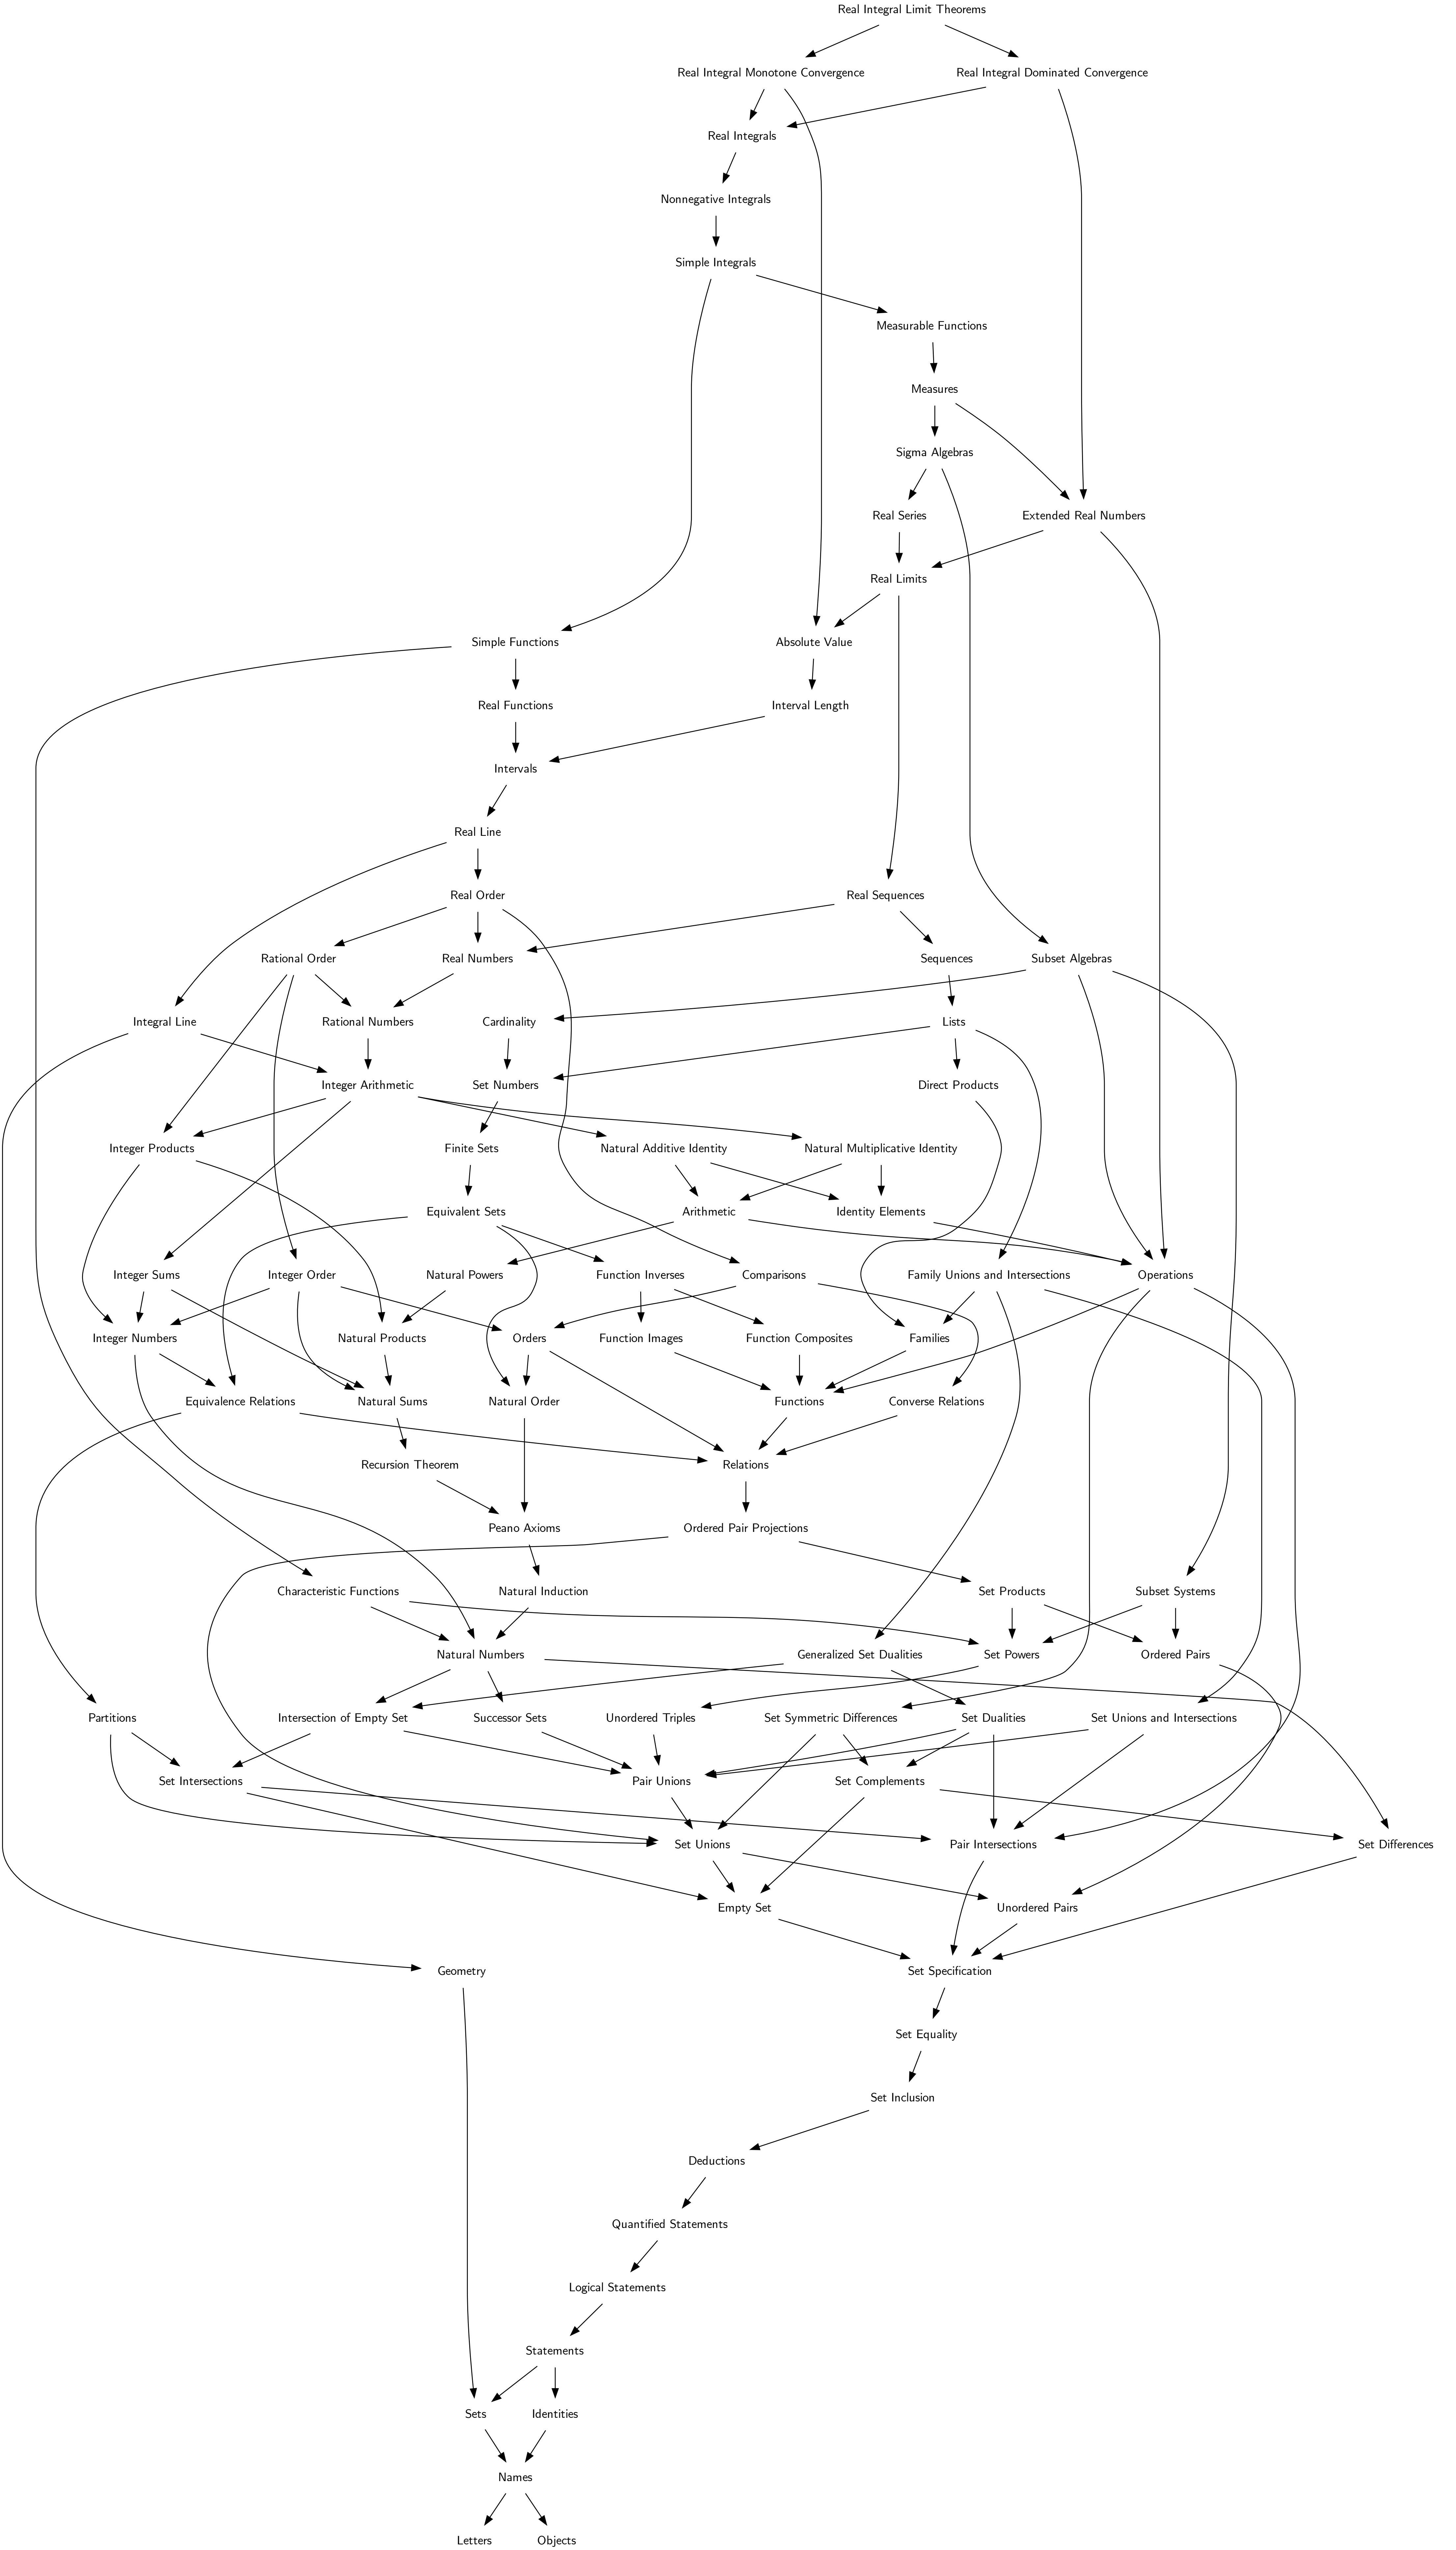 Real Integral Limit Theorems
Real Integral Monotone Convergence
Real Integral Dominated Convergence
Real Integrals
Nonnegative Integrals
Simple Integrals
Measurable Functions
Measures
Sigma Algebras
Real Series
Extended Real Numbers
Real Limits
Simple Functions
Absolute Value
Real Functions
Interval Length
Intervals
Real Line
Real Order
Real Sequences
Rational Order
Real Numbers
Sequences
Subset Algebras
Integral Line
Rational Numbers
Cardinality
Lists
Integer Arithmetic
Set Numbers
Direct Products
Integer Products
Finite Sets
Natural Additive Identity
Natural Multiplicative Identity
Equivalent Sets
Arithmetic
Identity Elements
Integer Sums
Integer Order
Natural Powers
Function Inverses
Comparisons
Family Unions and Intersections
Operations
Integer Numbers
Natural Products
Orders
Function Images
Function Composites
Families
Equivalence Relations
Natural Sums
Natural Order
Functions
Converse Relations
Recursion Theorem
Relations
Peano Axioms
Ordered Pair Projections
Characteristic Functions
Natural Induction
Set Products
Subset Systems
Natural Numbers
Generalized Set Dualities
Set Powers
Ordered Pairs
Partitions
Intersection of Empty Set
Successor Sets
Unordered Triples
Set Symmetric Differences
Set Dualities
Set Unions and Intersections
Set Intersections
Pair Unions
Set Complements
Set Unions
Pair Intersections
Set Differences
Empty Set
Unordered Pairs
Geometry
Set Specification
Set Equality
Set Inclusion
Deductions
Quantified Statements
Logical Statements
Statements
Sets
Identities
Names
Letters
Objects